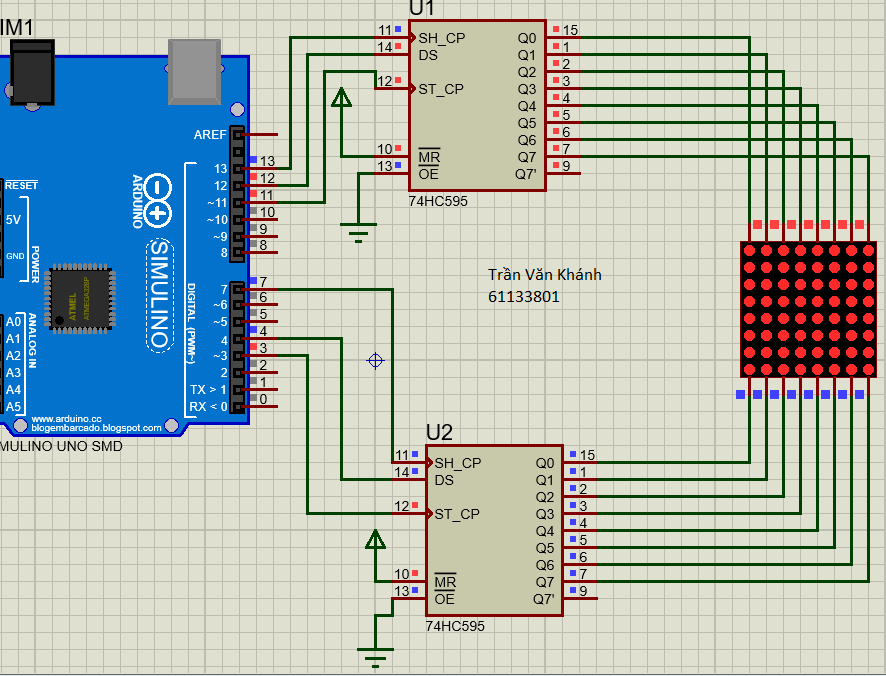 IM1
AREF
13
12
~11
~10
~9
8
13
12
11
10
9
8
RESET
5V
GND
POWER
ARDUINO
SIMULINO
ATMEL
ATMEGA328P
DIGITAL (PWM~)
7
~6
~5
4
~3
2
TX > 1
RX < 0
7
6
5
4
3
2
1
0
ANALOG IN
A0
A1
A2
A3
A4
A5
www.arduino.cc
blogembarcado.blogspot.com
MULINO UNO SMD
U1
11
14
12
10
13
SH_CP
DS
ST_CP
MR
OE
Q0
Q1
Q2
Q3
Q4
Q5
Q6
Q7
Q7'
15
1
2
3
4
5
6
7
9
74HC595
Trần Văn Khánh
61133801
U2
11
14
12
10
13
SH_CP
DS
ST_CP
MR
OE
Q0
Q1
Q2
Q3
Q4
Q5
Q6
Q7
Q7'
15
1
2
3
4
5
6
7
9
74HC595